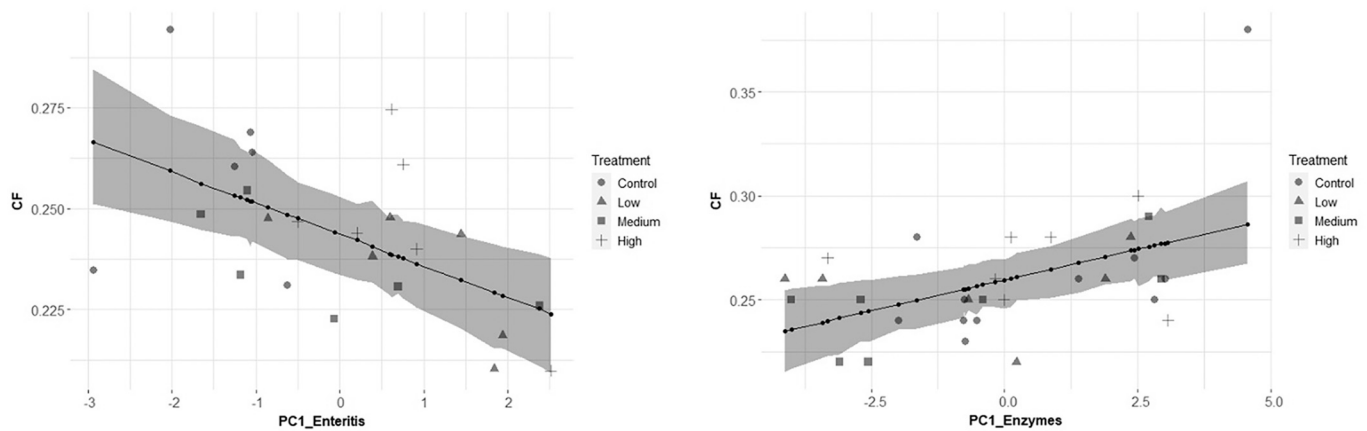 CF
0.275
0.250
0.225
-3
-2
-1
0
1
2
PC1_Enteritis
Treatment
Control
Low
Medium
High
CF
0.35
0.30
0.25
-2.5
0.0
2.5
5.0
PC1_Enzymes
Treatment
Control
Low
Medium
High